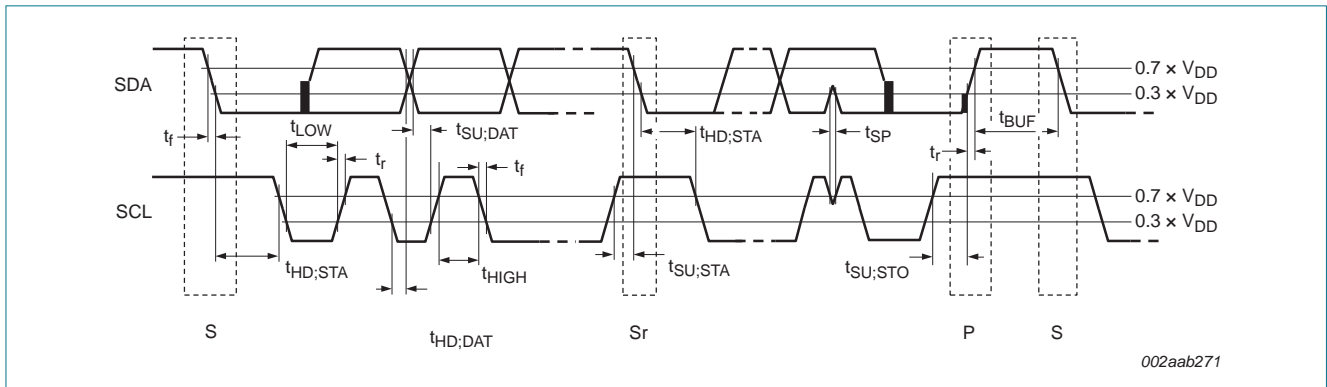 0.7 × VDD
SDA
0.3 × VDD
tLOW
tSU;DAT
tHD;STA
tSP
tBUF
tf
tr
tf
tr
SCL
0.7 × VDD
0.3 × VDD
tHD;STA
tHIGH
tSU;STA
tSU;STO
S
tHD;DAT
Sr
P
S
002aab271